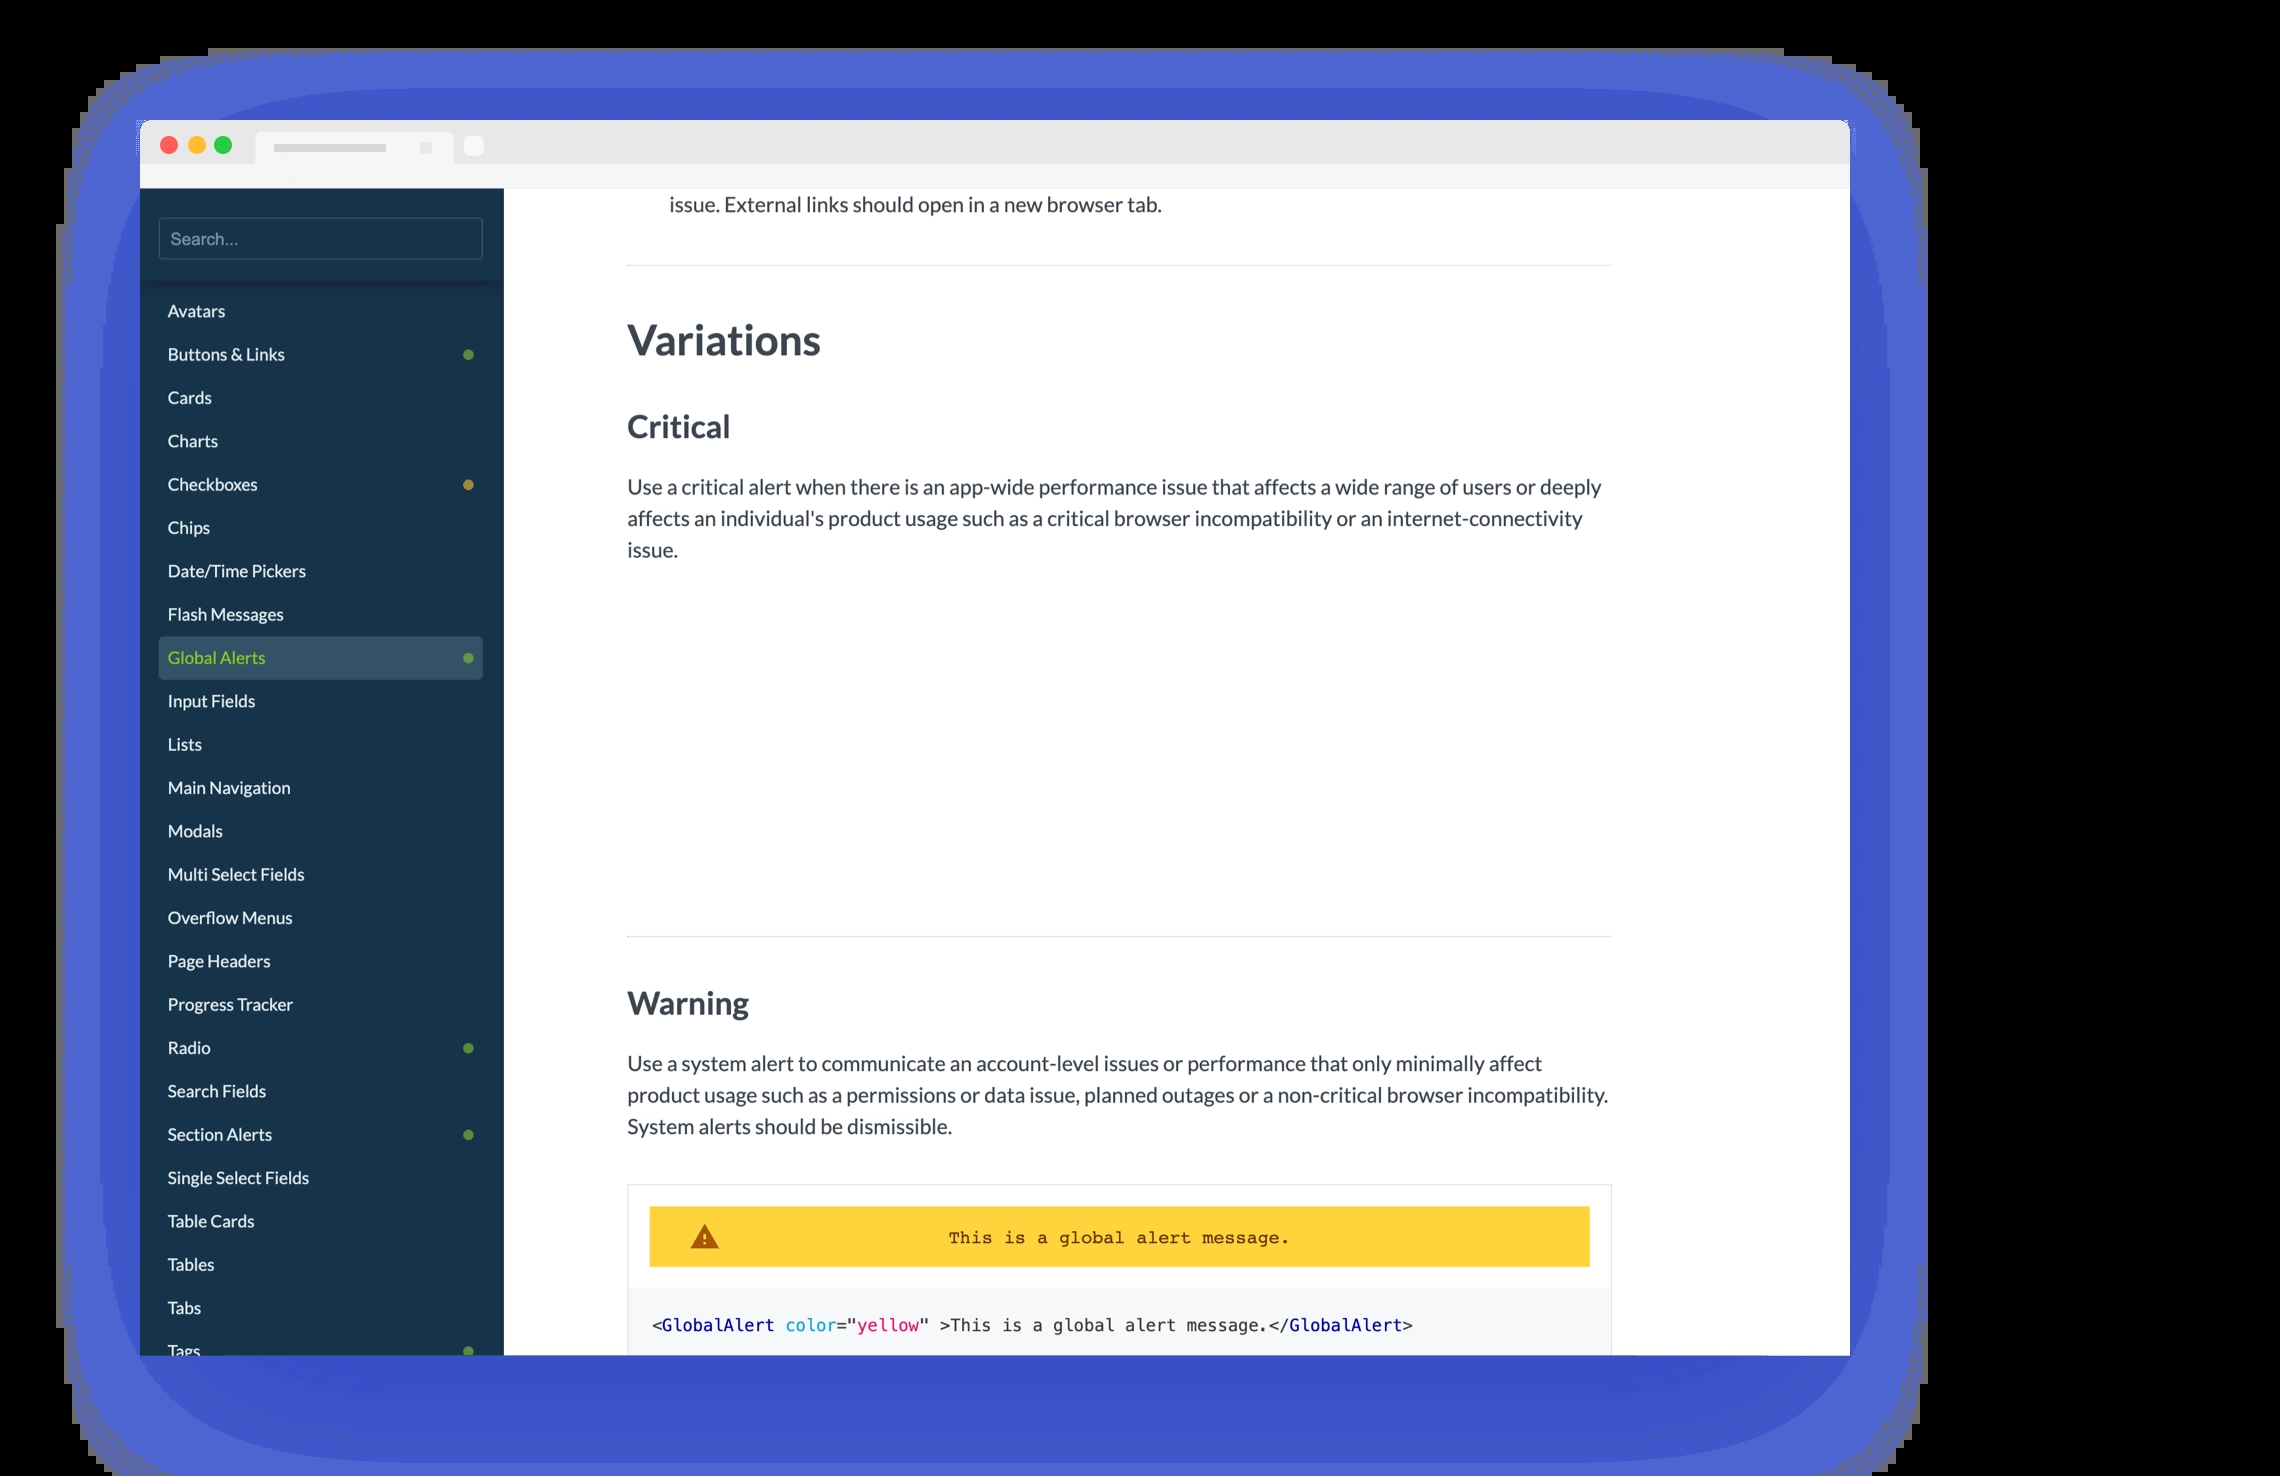 Search...
Avatars
Buttons & Links
Cards
Charts
Checkboxes
Chips
Date/Time Pickers
Flash Messages
Global Alerts
Input Fields
Lists
Main Navigation
Modals
Multi Select Fields
Overflow Menus
Page Headers
Progress Tracker
Radio
Search Fields
Section Alerts
Single Select Fields
Table Cards
Tables
Tabs
Tags
issue. External links should open in a new browser tab.
Variations
Critical
Use a critical alert when there is an app-wide performance issue that affects a wide range of users or deeply
affects an individual's product usage such as a critical browser incompatibility or an internet-connectivity
issue.
Warning
Use a system alert to communicate an account-level issues or performance that only minimally affect
product usage such as a permissions or data issue, planned outages or a non-critical browser incompatibility.
System alerts should be dismissible.
This is a global alert message.
<GlobalAlert color="yellow" >This is a global alert message.</GlobalAlert>